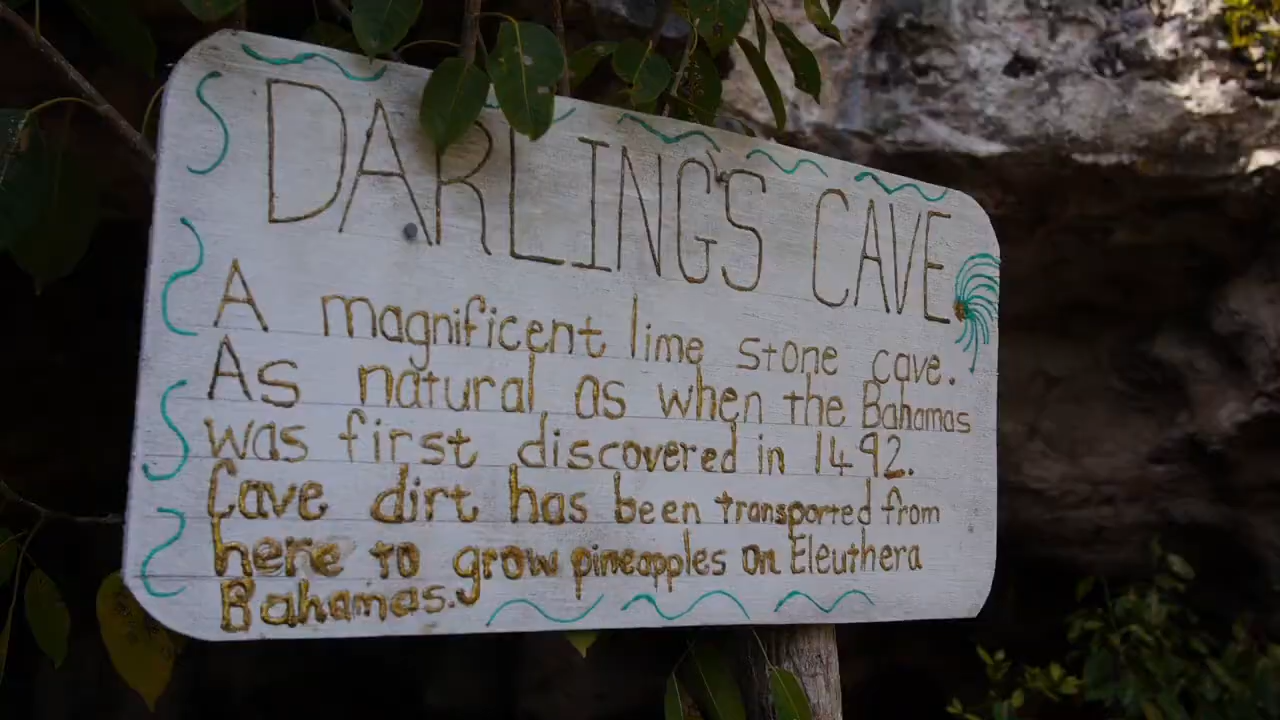 DARLING'S CAVE
A magnificent lime stone cave.
As natural as when the Bahamas
was first discovered in 1492.
Cave dirt has been transported from
here to grow pineapples on Eleuthera
Bahamas.